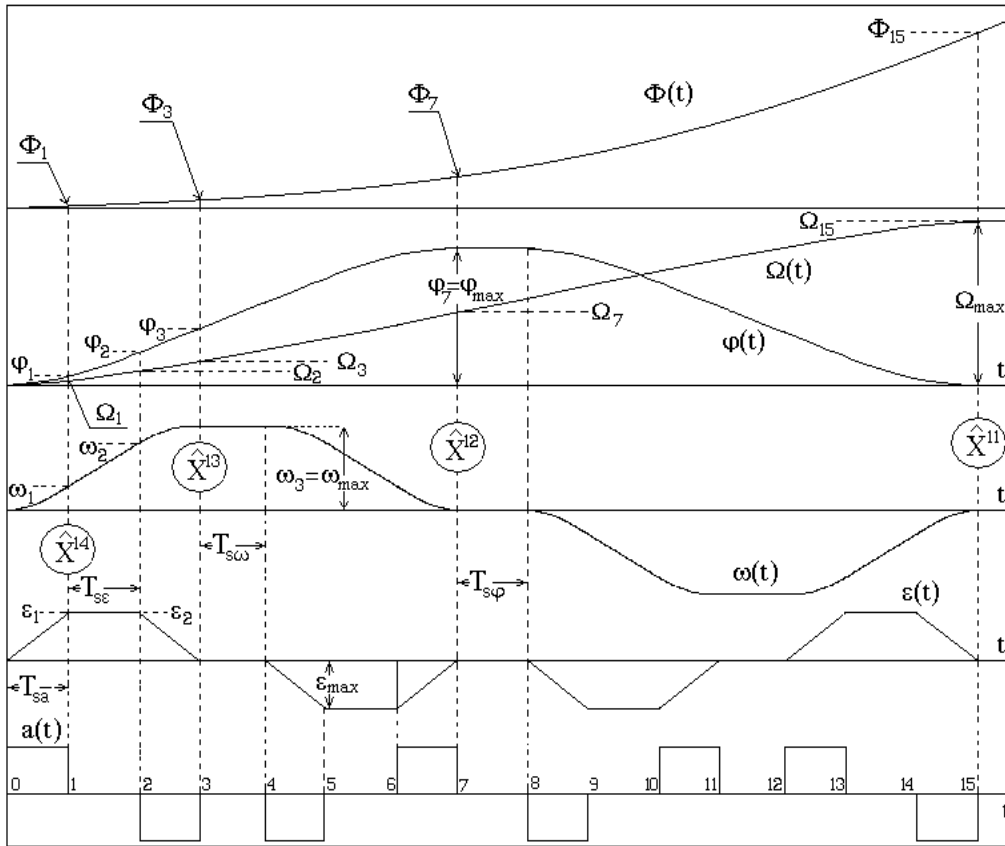 Φ₁₅
Φ₇
Φ(t)
Φ₃
Φ₁
Ω₁₅
Ω(t)
φ₇=φmax
Ωmax
Ω₇
φ₃
φ₂
φ(t)
φ₁
Ω₃
Ω₂
t
Ω₁
ω₂
X̂¹¹
X̂¹²
X̂¹³
ω₃=ωmax
ω₁
t
X̂¹⁴
Tsω
Tsε
Tsφ
ω(t)
ε(t)
ε₁
ε₂
t
Tsa
εmax
a(t)
0 1 2 3 4 5 6 7 8 9 10 11 12 13 14 15
t